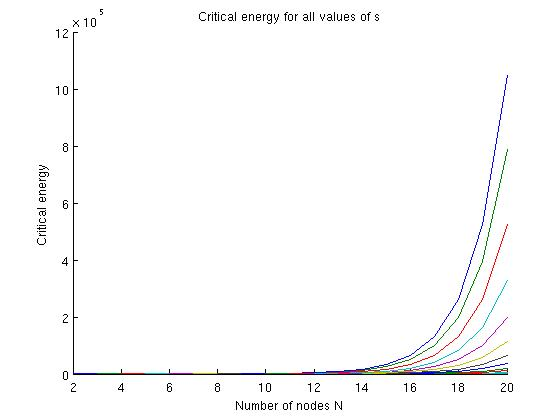 Critical energy for all values of s
× 10^5
12
10
8
6
4
2
0
Critical energy
2 4 6 8 10 12 14 16 18 20
Number of nodes N